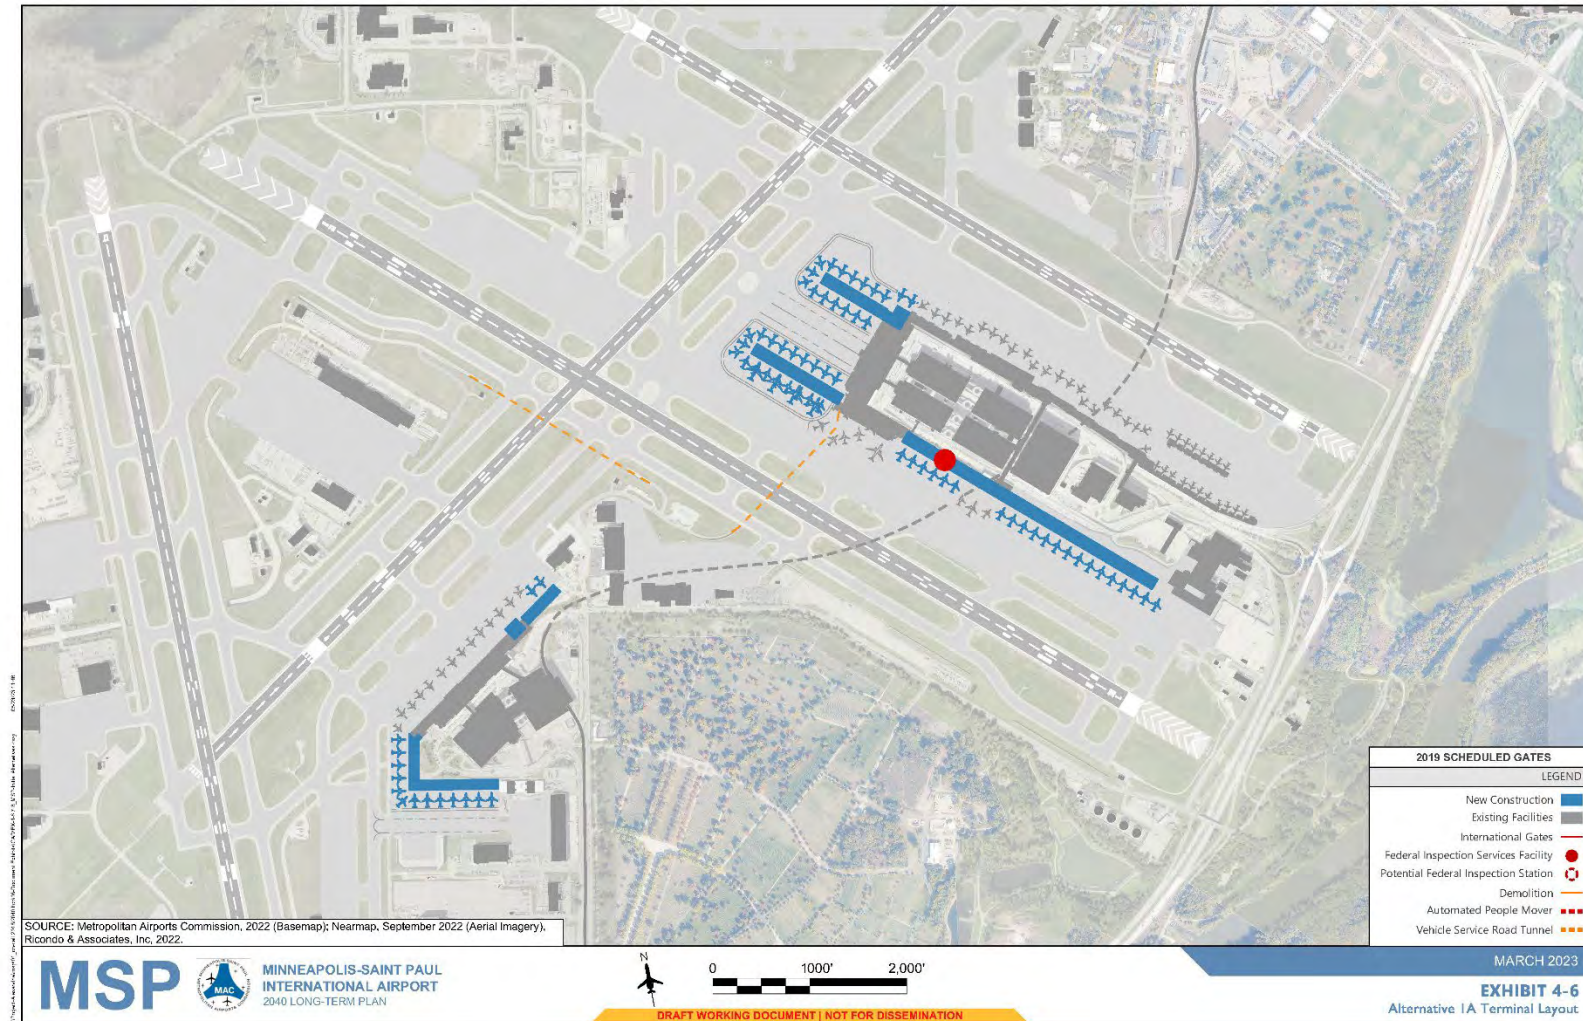 2019 SCHEDULED GATES
LEGEND
New Construction
Existing Facilities
International Gates
Federal Inspection Services Facility
Potential Federal Inspection Station
Demolition
Automated People Mover
Vehicle Service Road Tunnel
SOURCE: Metropolitan Airports Commission, 2022 (Basemap); Nearmap, September 2022 (Aerial Imagery),
Ricondo & Associates, Inc, 2022.
MSP
MAC
MINNEAPOLIS-SAINT PAUL
INTERNATIONAL AIRPORT
2040 LONG-TERM PLAN
N
0 1000' 2,000'
DRAFT WORKING DOCUMENT | NOT FOR DISSEMINATION
MARCH 2023
EXHIBIT 4-6
Alternative 1A Terminal Layout